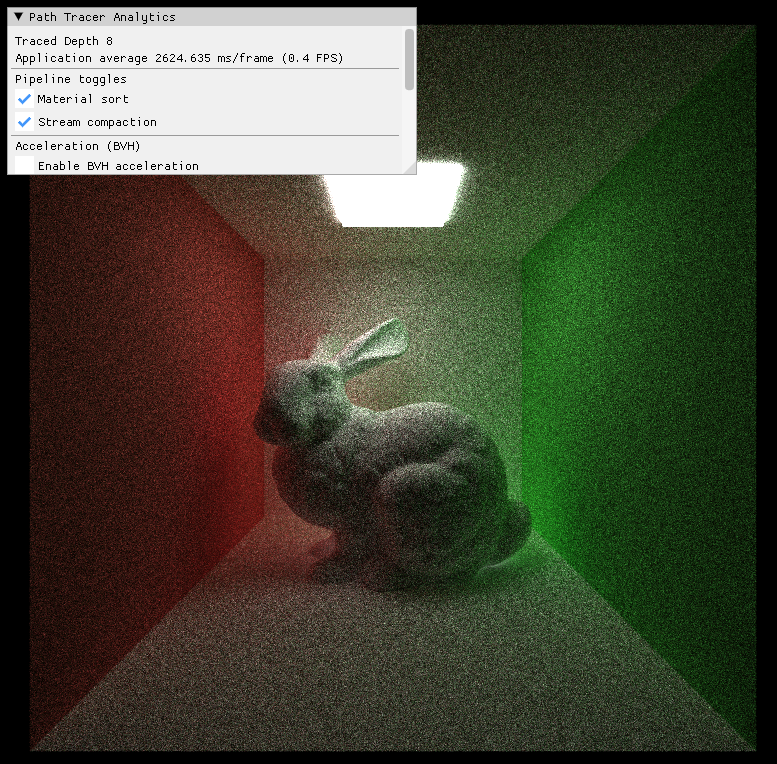 Path Tracer Analytics
Traced Depth 8
Application average 2624.635 ms/frame (0.4 FPS)
Pipeline toggles
Material sort
Stream compaction
Acceleration (BVH)
Enable BVH acceleration